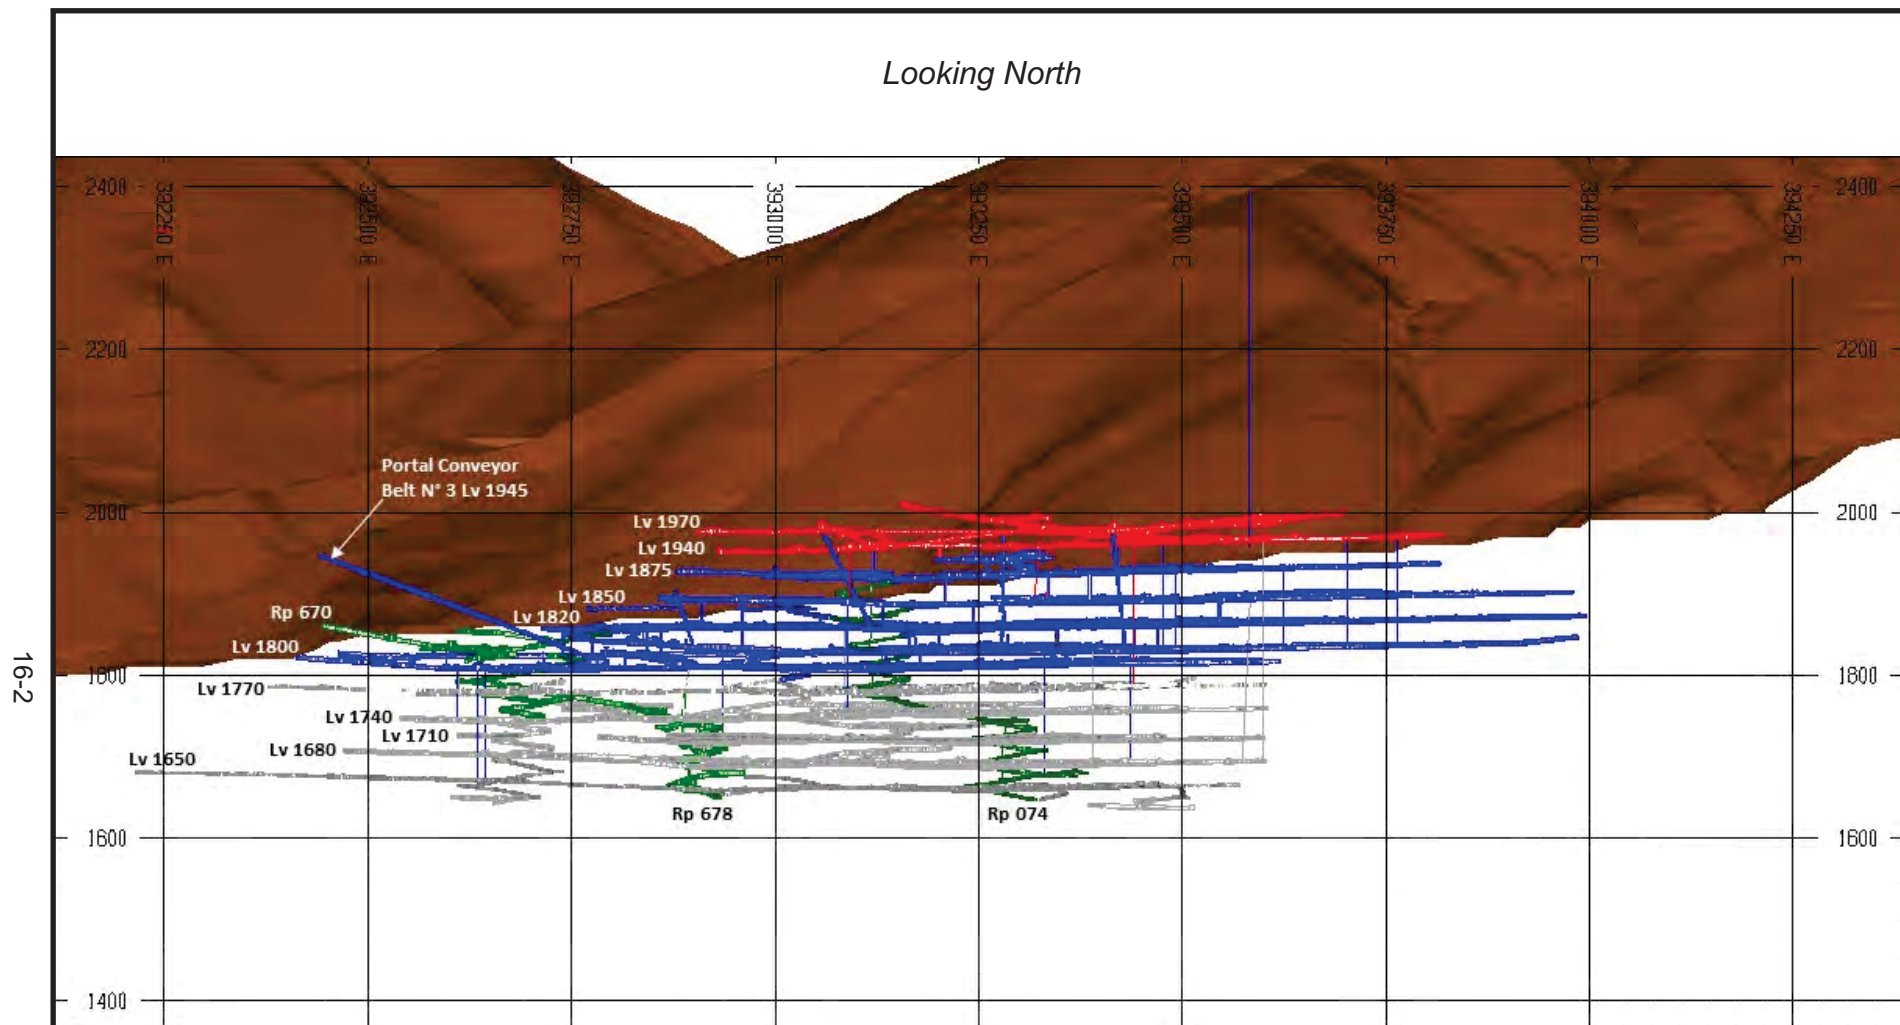 Looking North
2400
2400
392250 E
392500 E
392750 E
393000 E
393250 E
393500 E
393750 E
394000 E
394250 E
2200
2200
Portal Conveyor
Belt N° 3 Lv 1945
2000
2000
Lv 1970
Lv 1940
Lv 1875
Lv 1850
Rp 670
Lv 1820
Lv 1800
1800
1800
Lv 1770
Lv 1740
Lv 1710
Lv 1680
Lv 1650
Rp 678
Rp 074
1600
1600
1400
1400
16-2